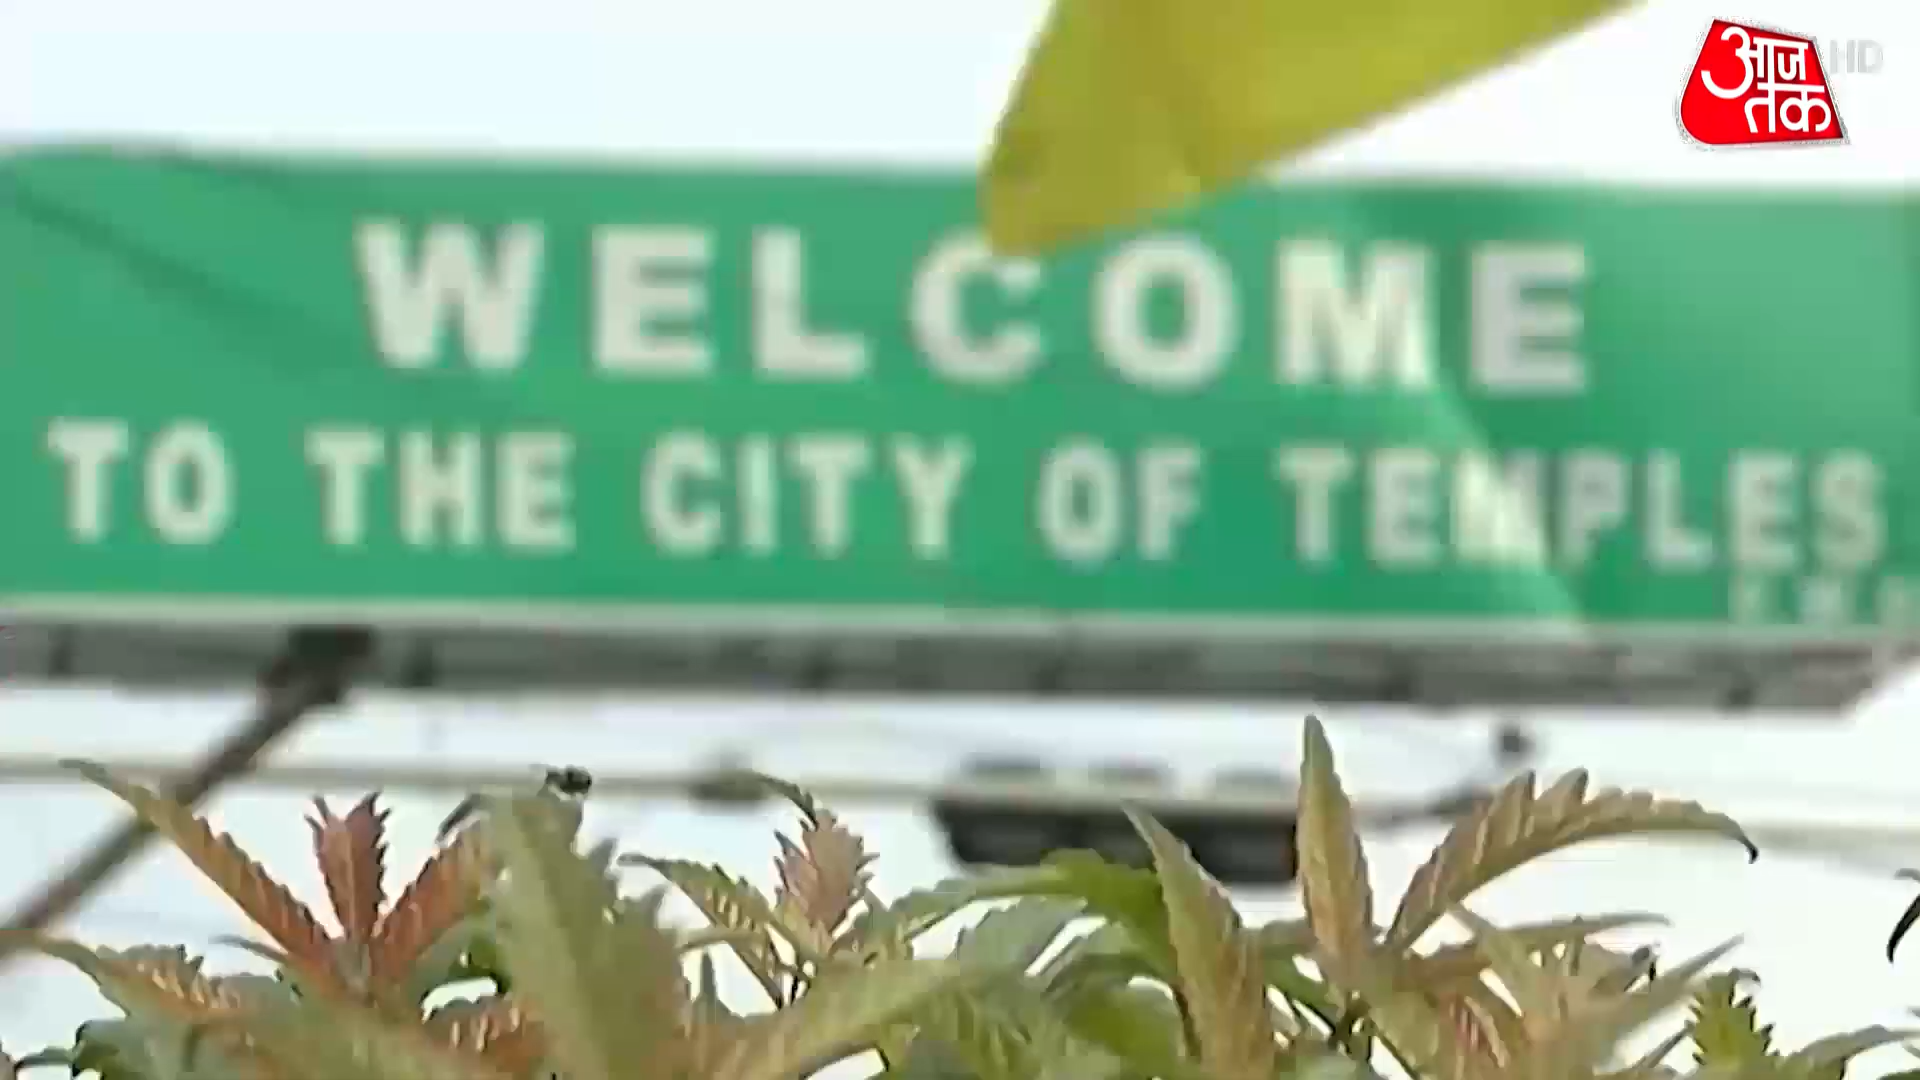 आज
तक
HD
WELCOME
TO THE CITY OF TEMPLES